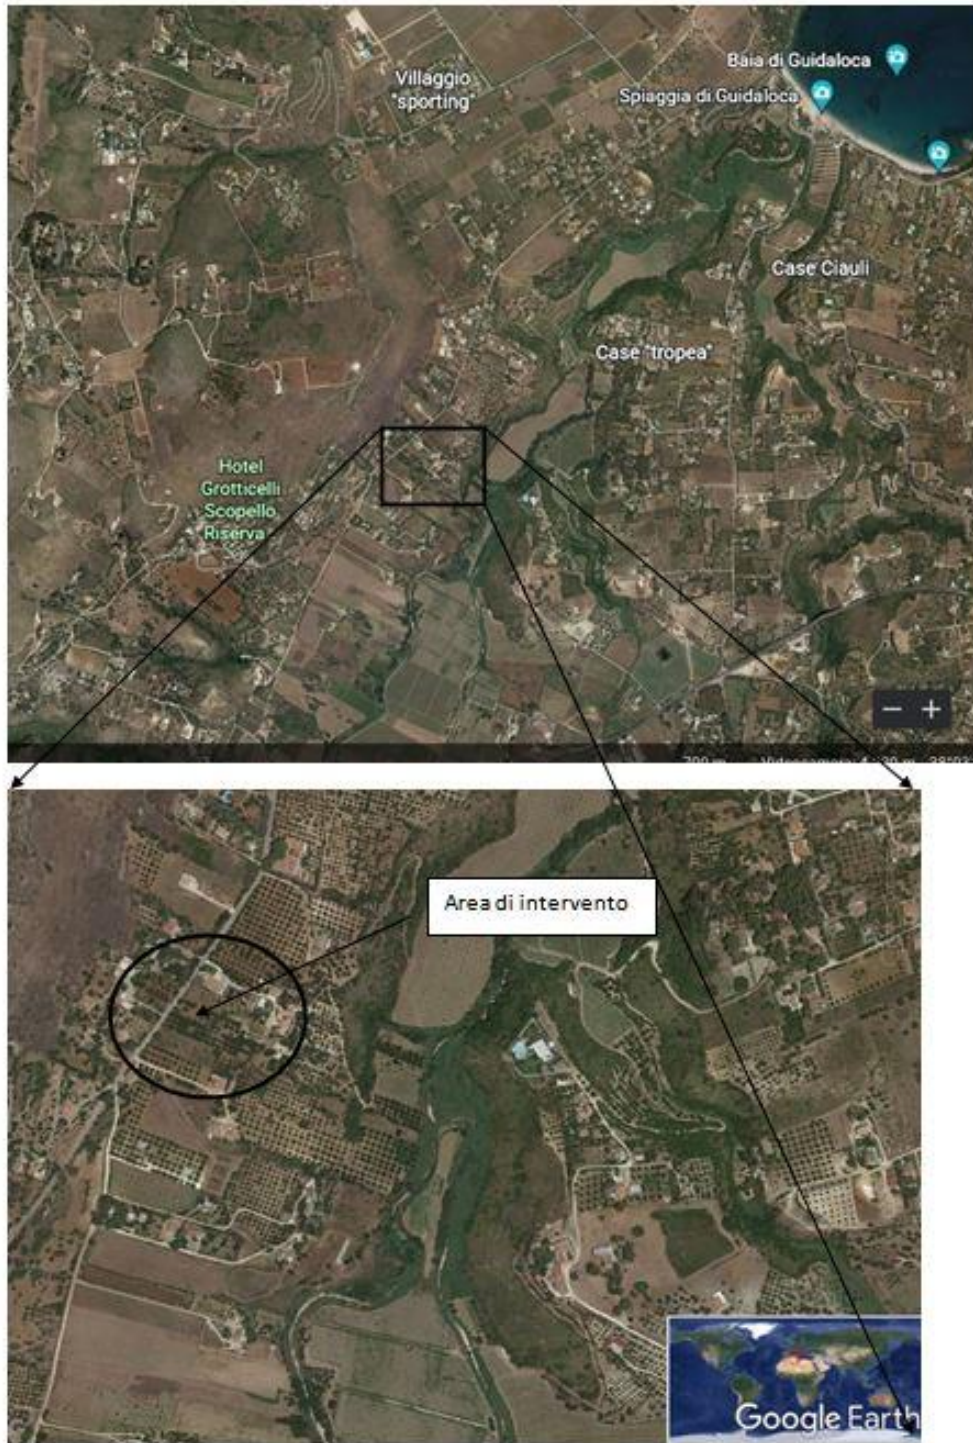 Villaggio
"sporting"
Baia di Guidaloca
Spiaggia di Guidaloca
Case Ciauli
Case "tropea"
Hotel
Grotticelli
Scopello
Riserva
Area di intervento
Google Earth